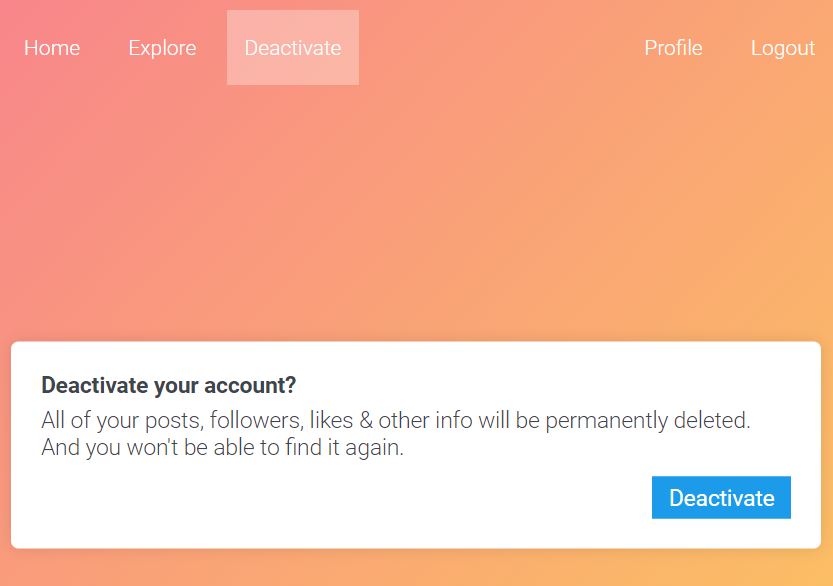 Home Explore Deactivate Profile Logout
Deactivate your account?
All of your posts, followers, likes & other info will be permanently deleted.
And you won't be able to find it again.
Deactivate